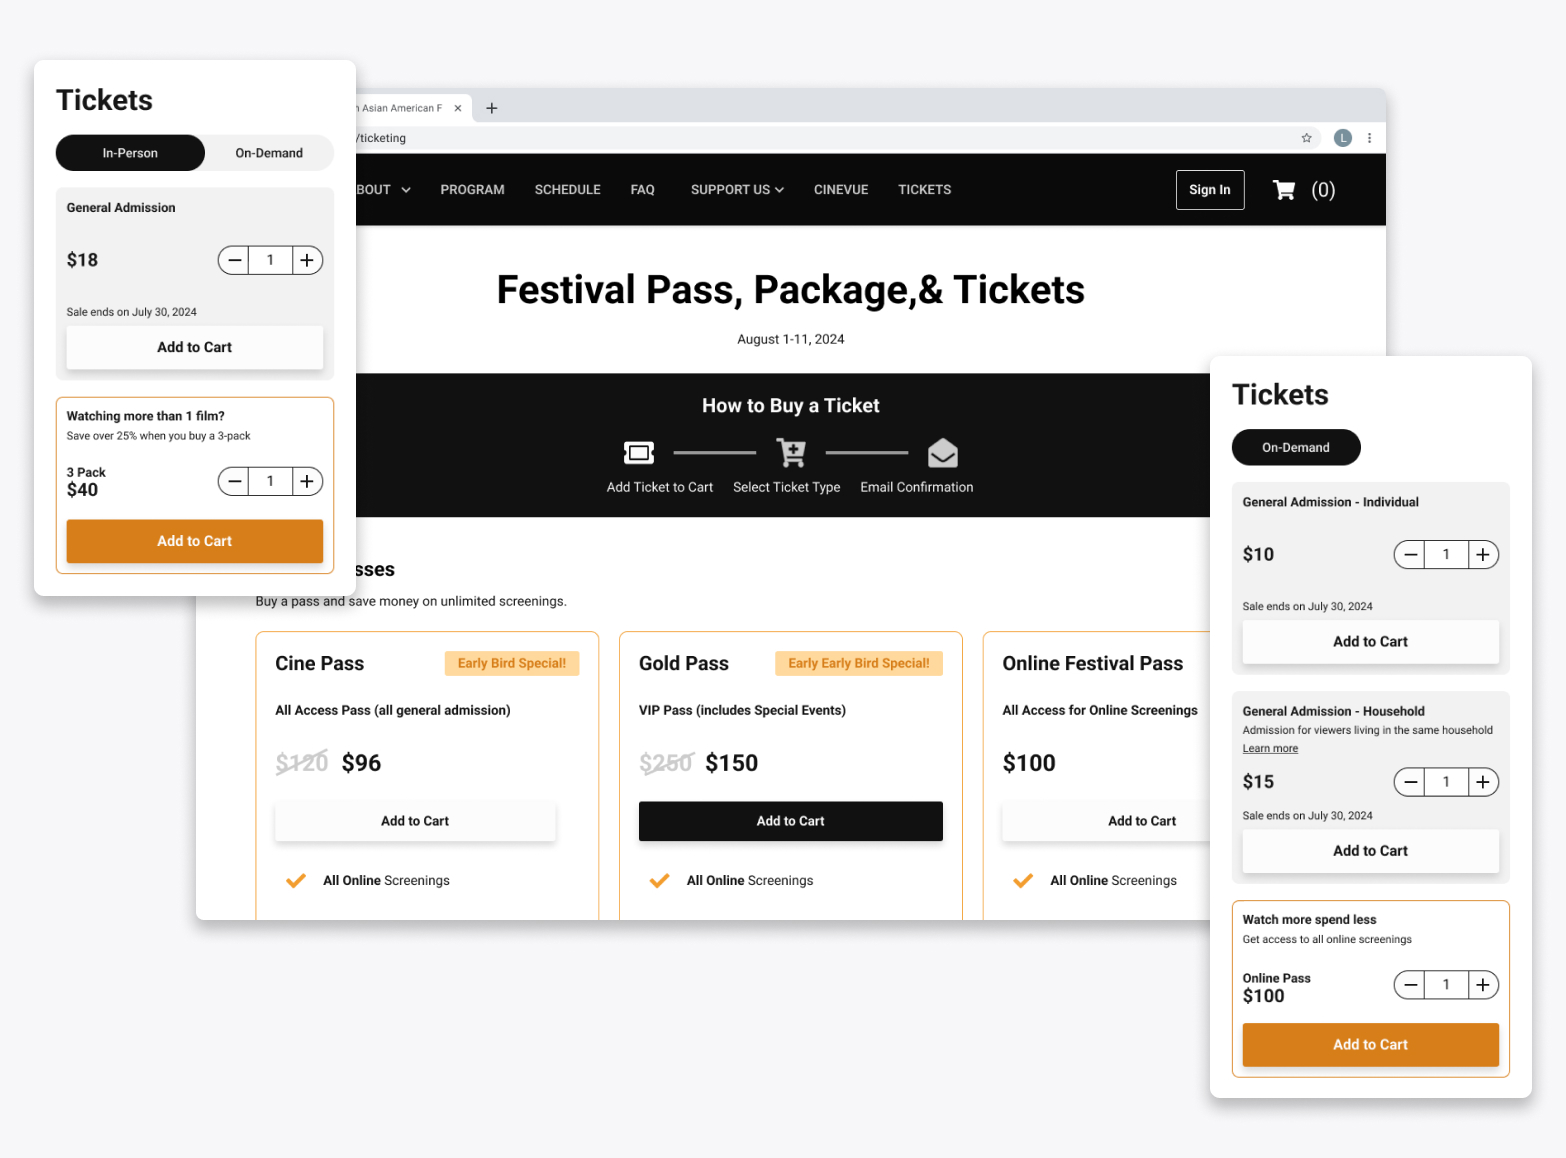 Tickets
In-Person
On-Demand
General Admission
$18
1
Sale ends on July 30, 2024
Add to Cart
Watching more than 1 film?
Save over 25% when you buy a 3-pack
3 Pack
$40
1
Add to Cart
n Asian American F
/ticketing
L
BOUT
PROGRAM
SCHEDULE
FAQ
SUPPORT US
CINEVUE
TICKETS
Sign In
(0)
Festival Pass, Package,& Tickets
August 1-11, 2024
How to Buy a Ticket
Add Ticket to Cart
Select Ticket Type
Email Confirmation
sses
Buy a pass and save money on unlimited screenings.
Cine Pass
Early Bird Special!
All Access Pass (all general admission)
$120 $96
Add to Cart
All Online Screenings
Gold Pass
Early Early Bird Special!
VIP Pass (includes Special Events)
$250 $150
Add to Cart
All Online Screenings
Online Festival Pass
All Access for Online Screenings
$100
Add to Cart
All Online Screenings
Tickets
On-Demand
General Admission - Individual
$10
1
Sale ends on July 30, 2024
Add to Cart
General Admission - Household
Admission for viewers living in the same household
Learn more
$15
1
Sale ends on July 30, 2024
Add to Cart
Watch more spend less
Get access to all online screenings
Online Pass
$100
1
Add to Cart